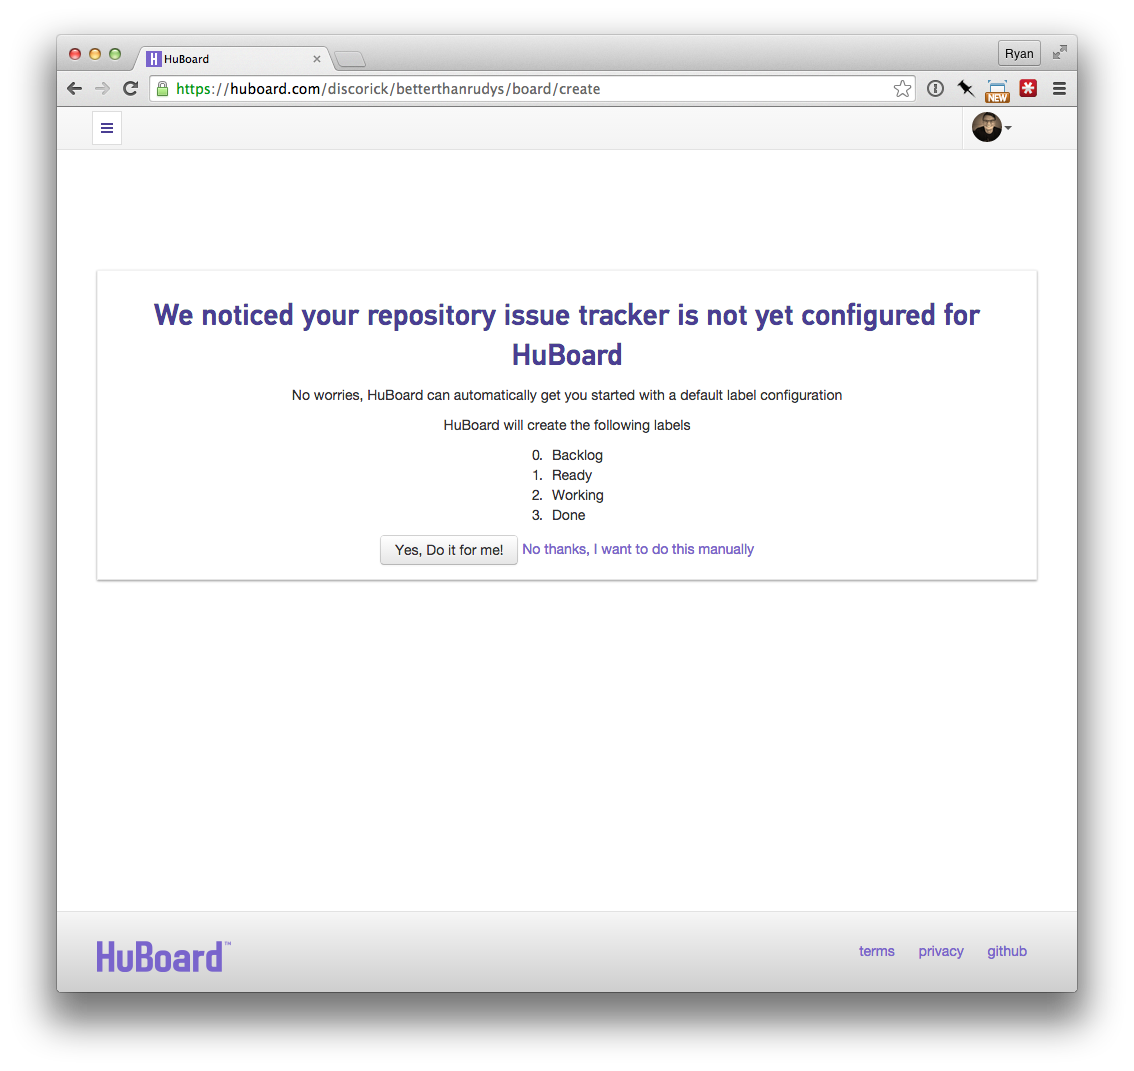 HuBoard
Ryan
https://huboard.com/discorick/betterthanrudys/board/create
NEW
We noticed your repository issue tracker is not yet configured for
HuBoard
No worries, HuBoard can automatically get you started with a default label configuration
HuBoard will create the following labels
0. Backlog
1. Ready
2. Working
3. Done
Yes, Do it for me! No thanks, I want to do this manually
HuBoard™
terms privacy github